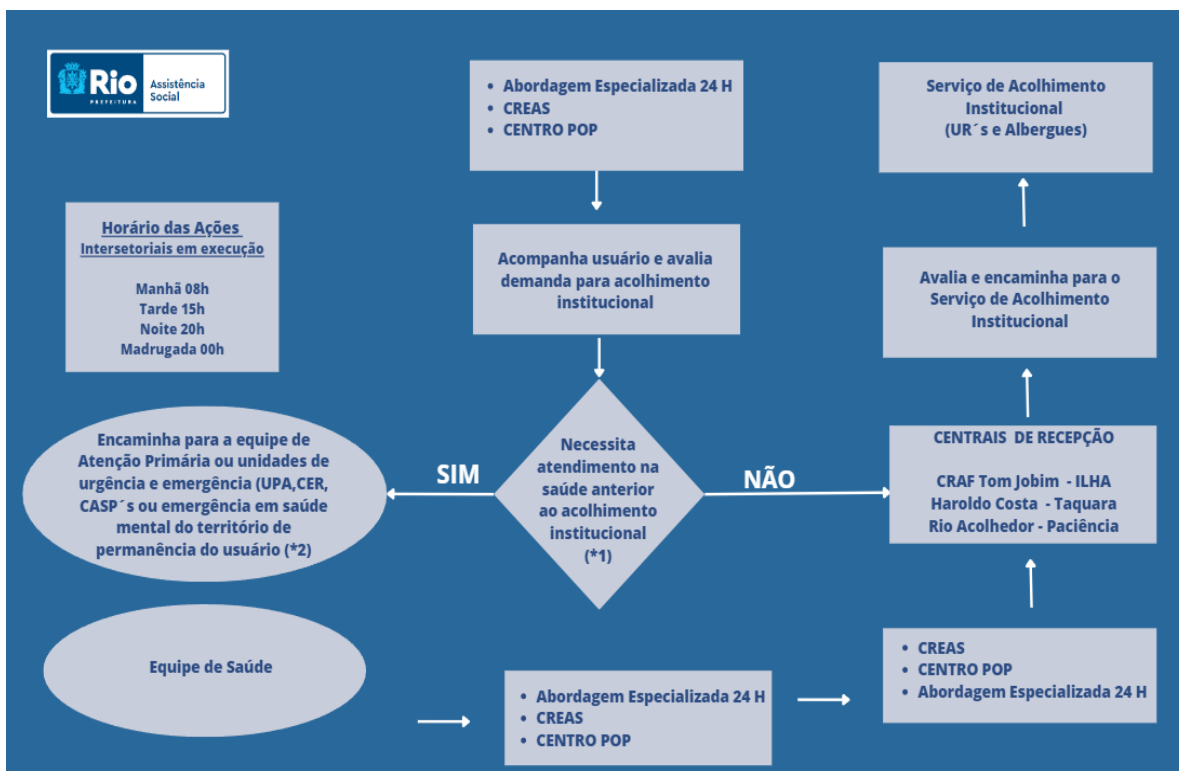 Rio
PREFEITURA
Assistência
Social
• Abordagem Especializada 24 H
• CREAS
• CENTRO POP
Serviço de Acolhimento
Institucional
(UR´s e Albergues)
Horário das Ações
Intersetoriais em execução
Manhã 08h
Tarde 15h
Noite 20h
Madrugada 00h
Acompanha usuário e avalia
demanda para acolhimento
institucional
Avalia e encaminha para o
Serviço de Acolhimento
Institucional
Encaminha para a equipe de
Atenção Primária ou unidades de
urgência e emergência (UPA,CER,
CASP´s ou emergência em saúde
mental do território de
permanência do usuário (*2)
SIM
Necessita
atendimento na
saúde anterior
ao acolhimento
institucional
(*1)
NÃO
CENTRAIS DE RECEPÇÃO
CRAF Tom Jobim - ILHA
Haroldo Costa - Taquara
Rio Acolhedor - Paciência
Equipe de Saúde
• Abordagem Especializada 24 H
• CREAS
• CENTRO POP
• CREAS
• CENTRO POP
• Abordagem Especializada 24 H